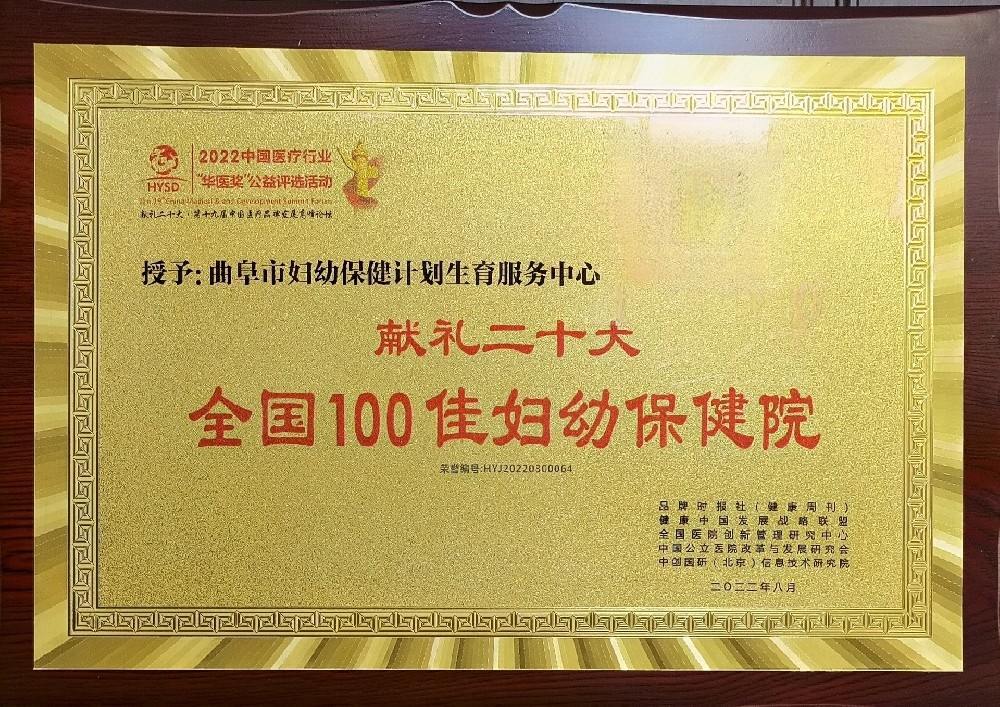 HYSD
2022中国医疗行业
"华医奖"公益评选活动
献礼二十大·第十九届中国医疗品牌发展高峰论坛
授予:曲阜市妇幼保健计划生育服务中心
献礼二十大
全国100佳妇幼保健院
荣誉编号:HYJ20220300064
品牌时报社(健康周刊)
健康中国发展战略联盟
全国医院创新管理研究中心
中国公立医院改革与发展研究会
中创国研(北京)信息技术研究院
二〇二二年八月